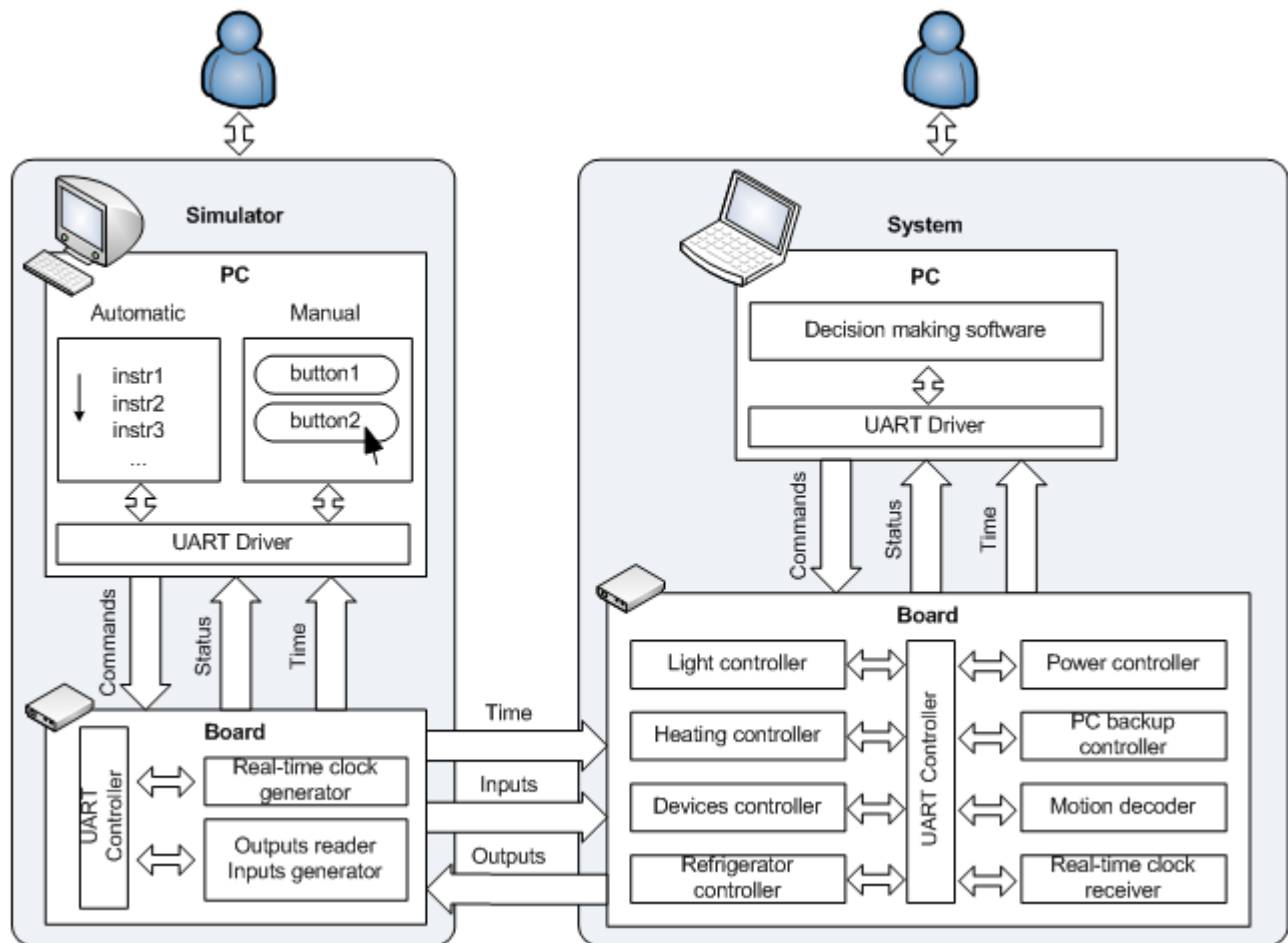 Simulator
PC
Automatic
Manual
instr1
instr2
instr3
...
button1
button2
UART Driver
Commands
Status
Time
Board
UART
Controller
Real-time clock
generator
Outputs reader
Inputs generator
Time
Inputs
Outputs
System
PC
Decision making software
UART Driver
Commands
Status
Time
Board
Light controller
Heating controller
Devices controller
Refrigerator
controller
UART Controller
Power controller
PC backup
controller
Motion decoder
Real-time clock
receiver